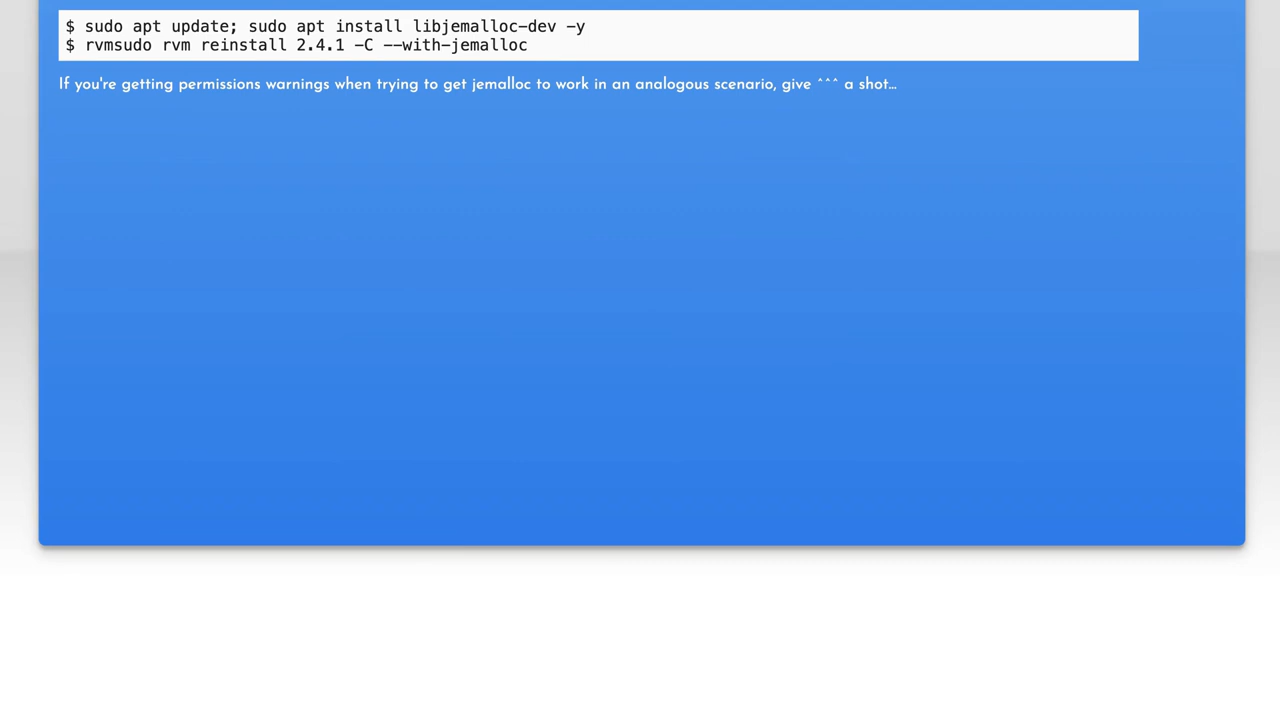 $ sudo apt update; sudo apt install libjemalloc-dev -y
$ rvmsudo rvm reinstall 2.4.1 -C --with-jemalloc
If you're getting permissions warnings when trying to get jemalloc to work in an analogous scenario, give ^^^ a shot...